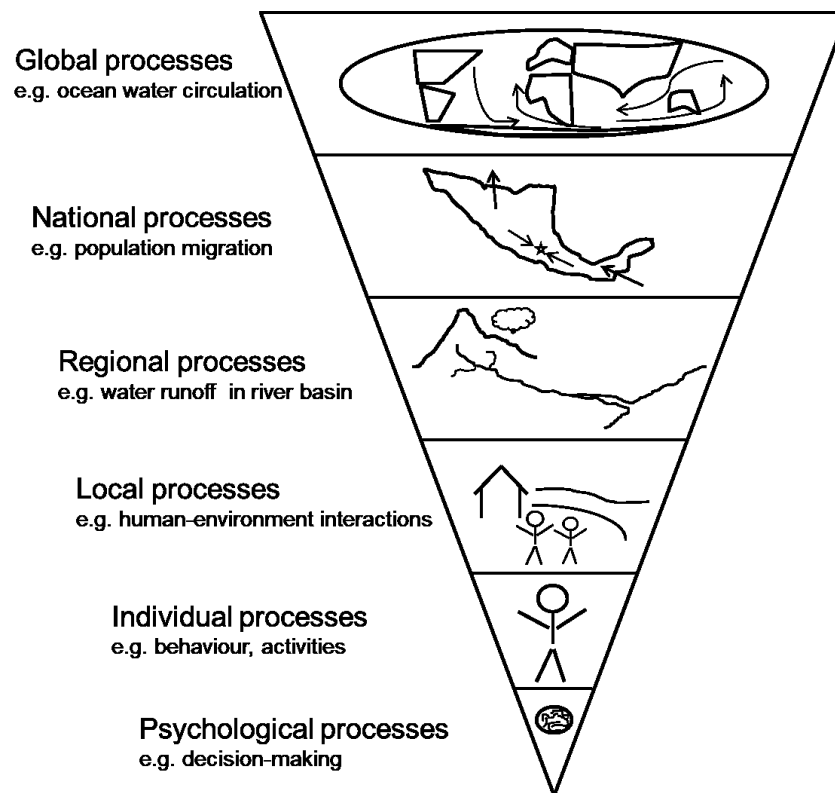 Global processes
e.g. ocean water circulation
National processes
e.g. population migration
Regional processes
e.g. water runoff in river basin
Local processes
e.g. human-environment interactions
Individual processes
e.g. behaviour, activities
Psychological processes
e.g. decision-making